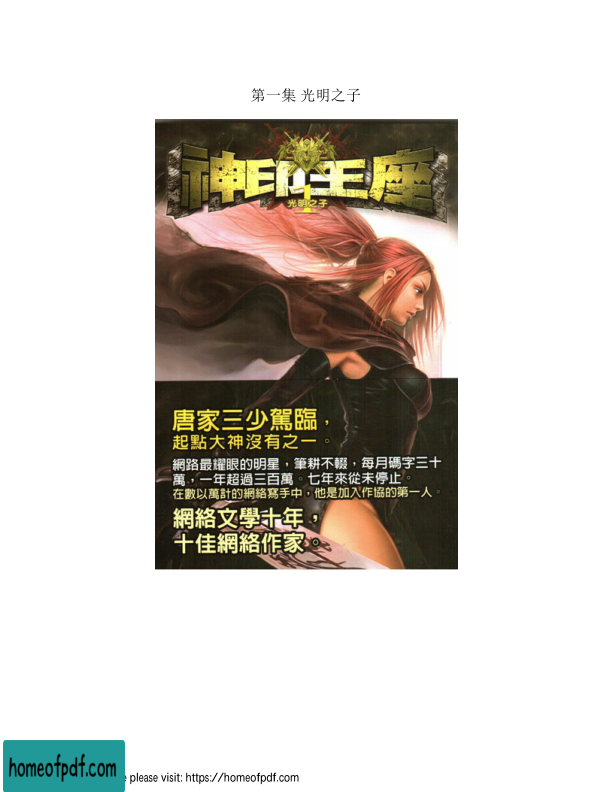 第一集 光明之子
神印王座
光明之子
唐家三少駕臨，
起點大神沒有之一。
網路最耀眼的明星，筆耕不輟，每月碼字三十
萬，一年超過三百萬。七年來從未停止。
在數以萬計的網絡寫手中，他是加入作協的第一人。
網絡文學十年，
十佳網絡作家。
homeofpdf.com
e please visit: https://homeofpdf.com